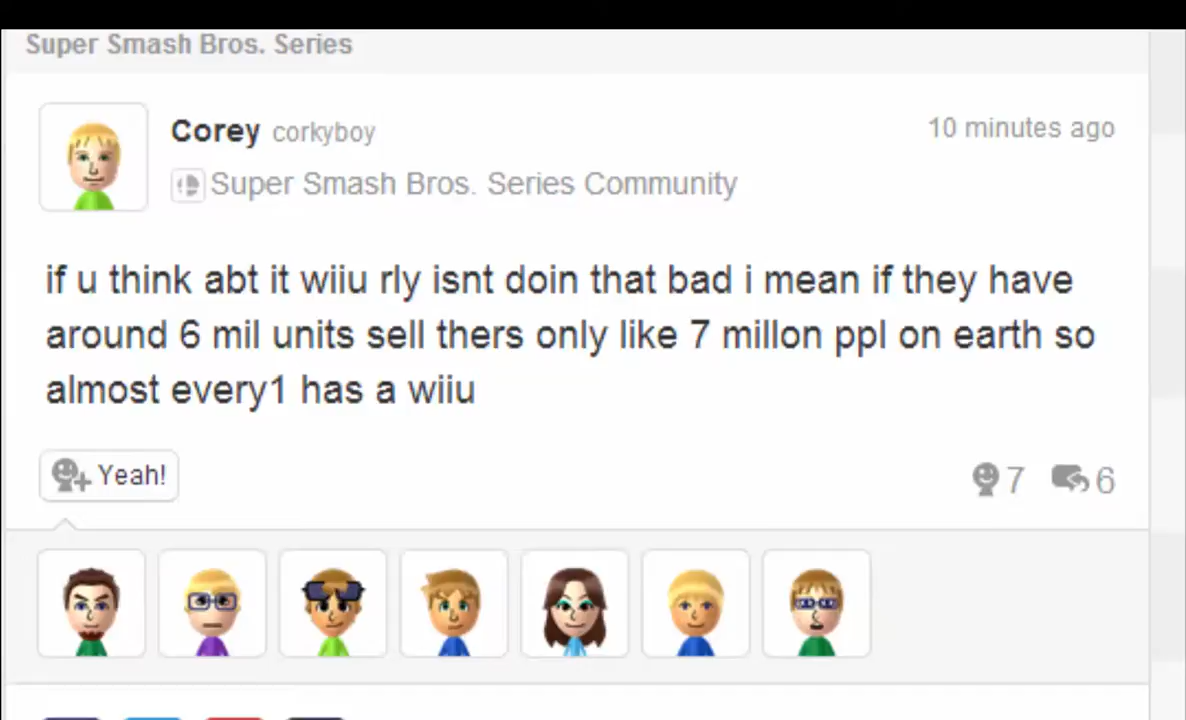 Super Smash Bros. Series
Corey corkyboy
10 minutes ago
Super Smash Bros. Series Community
if u think abt it wiiu rly isnt doin that bad i mean if they have
around 6 mil units sell thers only like 7 millon ppl on earth so
almost every1 has a wiiu
Yeah!
7 6